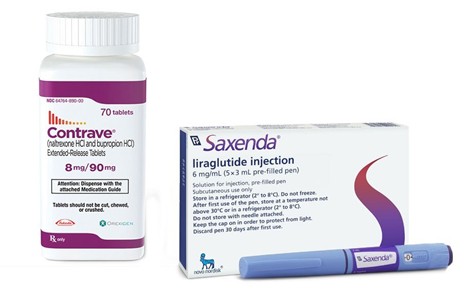 NDC 64764-890-00
70 tablets
Contrave®
(naltrexone HCl and bupropion HCl)
Extended-Release Tablets
8 mg/90 mg
Attention: Dispense with the
attached Medication Guide
Tablets should not be cut, chewed,
or crushed.
Takeda
OREXIGEN
Rx only
Saxenda®
liraglutide injection
6 mg/mL (5 x 3 mL pre-filled pen)
Solution for injection, pre-filled pen
Subcutaneous use
Store in a refrigerator (2° to 8°C). Do not freeze.
After first use of the pen, store at a temperature not
above 30°C or in a refrigerator (2° to 8°C).
Do not store with needle attached.
Keep the cap on in order to protect from light.
Discard pen 30 days after first use.
novo nordisk
Saxenda®